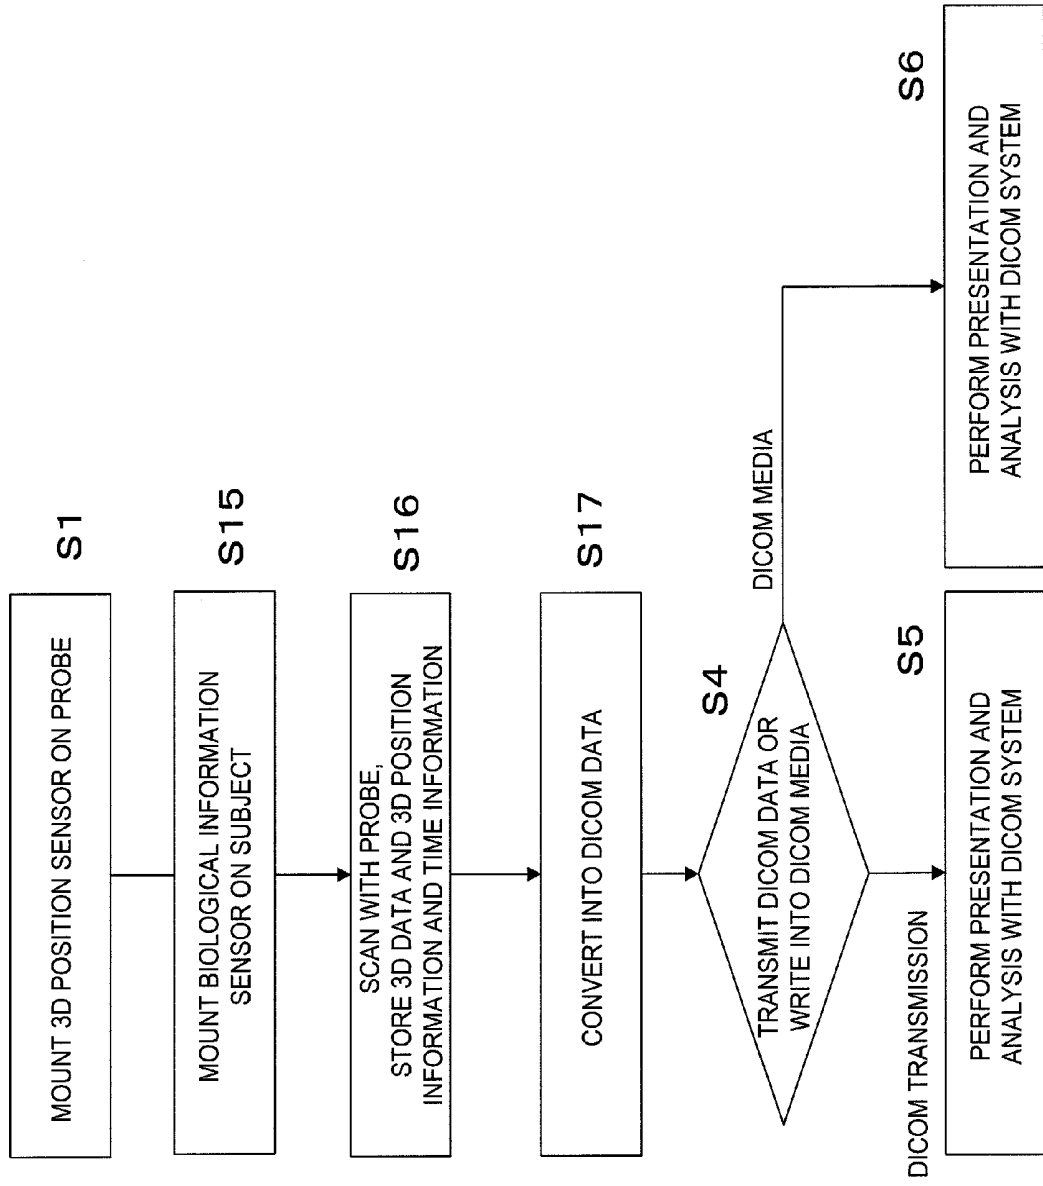 S1
MOUNT 3D POSITION SENSOR ON PROBE
S15
MOUNT BIOLOGICAL INFORMATION
SENSOR ON SUBJECT
S16
SCAN WITH PROBE,
STORE 3D DATA AND 3D POSITION
INFORMATION AND TIME INFORMATION
S17
CONVERT INTO DICOM DATA
S4
TRANSMIT DICOM DATA OR
WRITE INTO DICOM MEDIA
DICOM MEDIA
DICOM TRANSMISSION
S5
PERFORM PRESENTATION AND
ANALYSIS WITH DICOM SYSTEM
S6
PERFORM PRESENTATION AND
ANALYSIS WITH DICOM SYSTEM